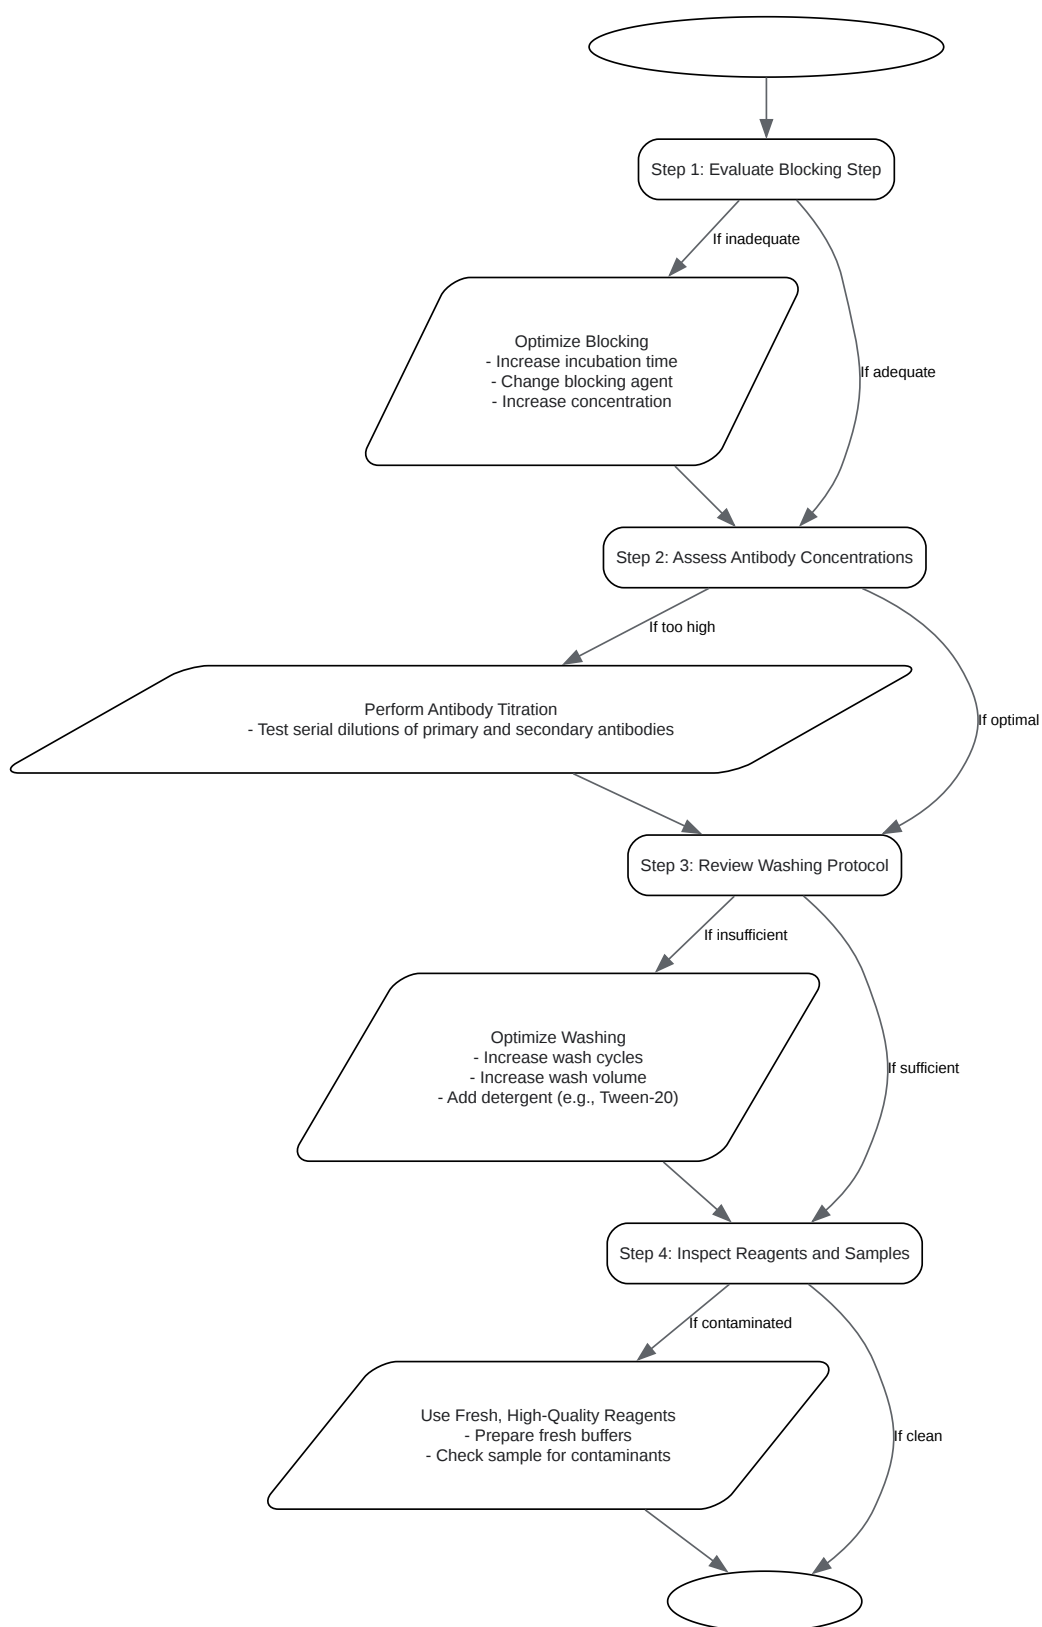 Step 1: Evaluate Blocking Step
If inadequate
Optimize Blocking
- Increase incubation time
- Change blocking agent
- Increase concentration
If adequate
Step 2: Assess Antibody Concentrations
If too high
Perform Antibody Titration
- Test serial dilutions of primary and secondary antibodies
If optimal
Step 3: Review Washing Protocol
If insufficient
Optimize Washing
- Increase wash cycles
- Increase wash volume
- Add detergent (e.g., Tween-20)
If sufficient
Step 4: Inspect Reagents and Samples
If contaminated
Use Fresh, High-Quality Reagents
- Prepare fresh buffers
- Check sample for contaminants
If clean